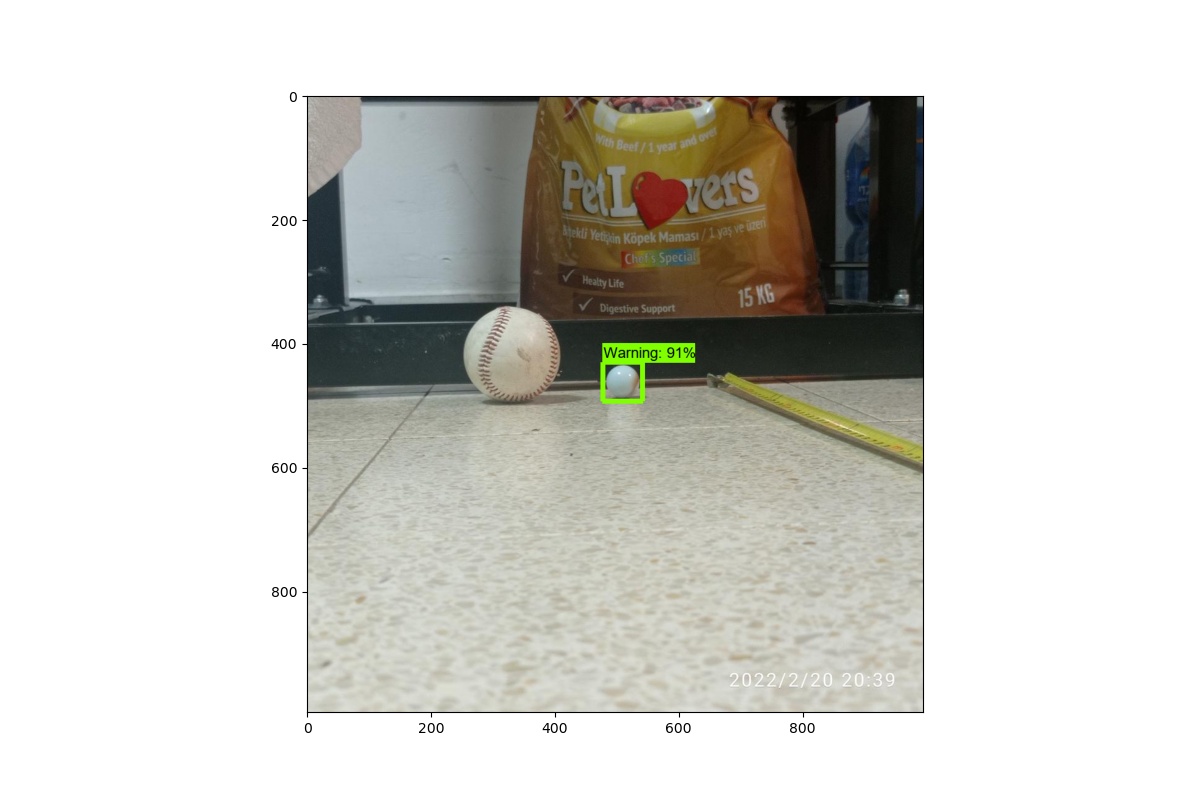 with Beef / 1 year and over
PetLovers
Biftekli Yetişkin Köpek Maması / 1 yaş ve üzeri
Chef's Special
Healty Life
15 KG
Digestive Support
Warning: 91%
2022/2/20 20:39
0
200
400
600
800
0
200
400
600
800